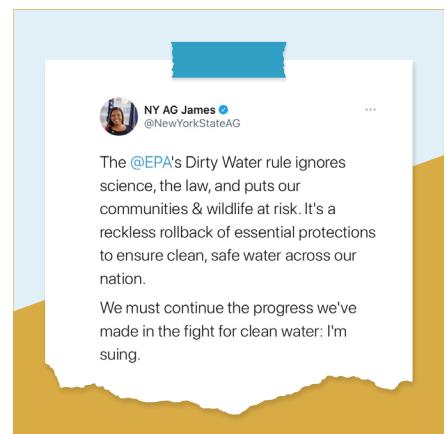 NY AG James
@NewYorkStateAG
The @EPA's Dirty Water rule ignores
science, the law, and puts our
communities & wildlife at risk. It's a
reckless rollback of essential protections
to ensure clean, safe water across our
nation.
We must continue the progress we've
made in the fight for clean water: I'm
suing.